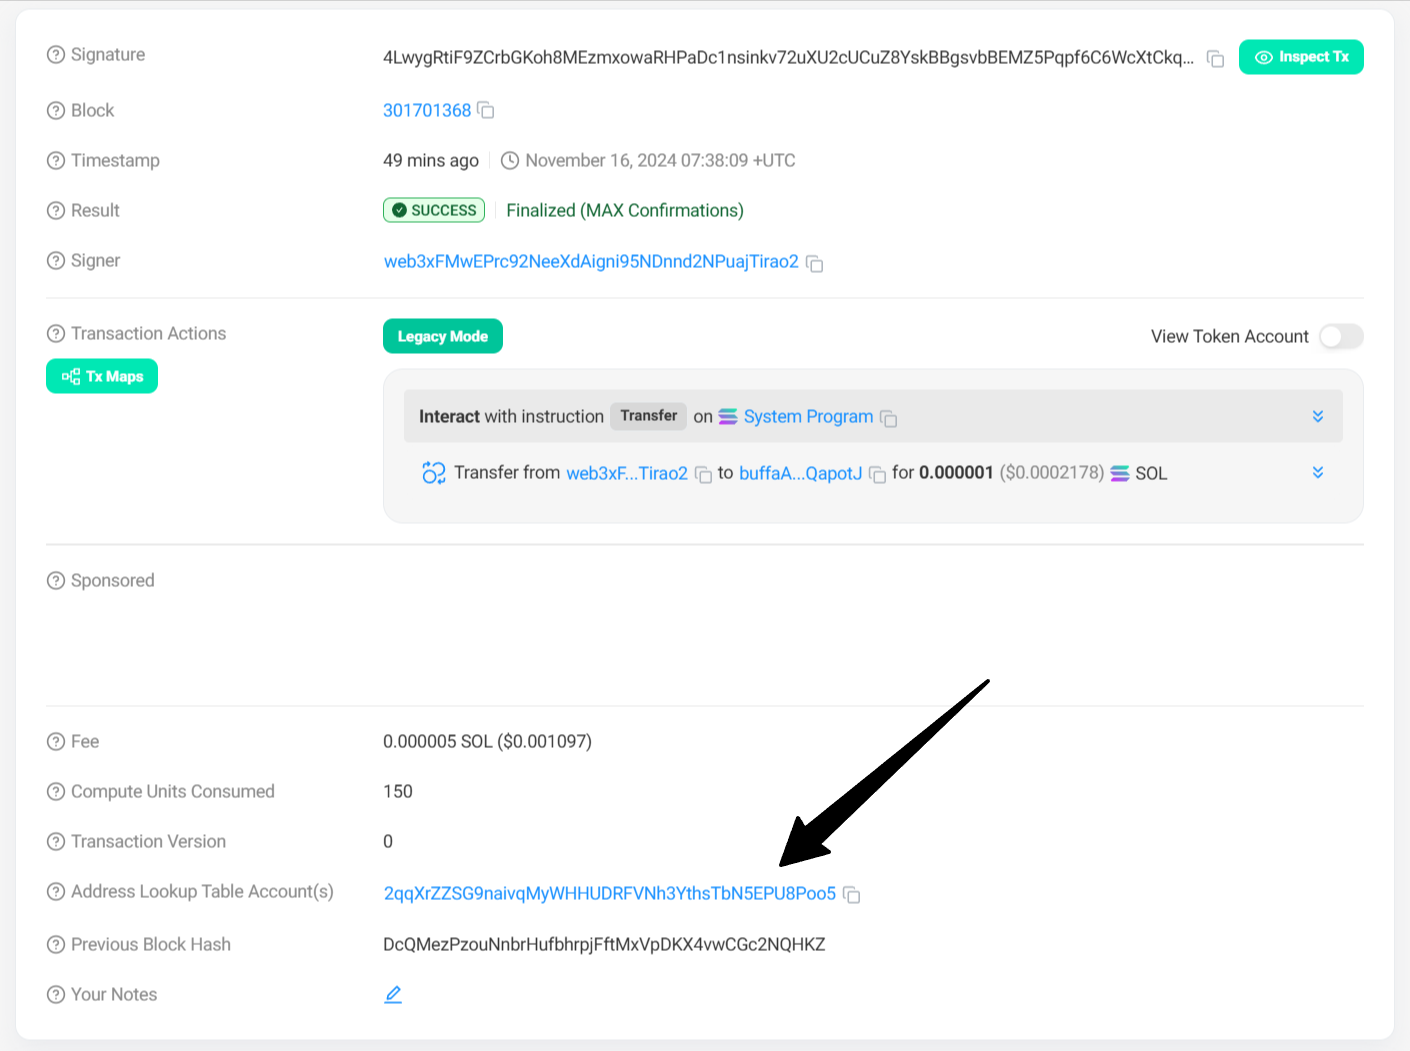 Signature 4LwygRtiF9ZCrbGKoh8MEzmxowaRHPaDc1nsinkv72uXU2cUCuZ8YskBBgsvbBEMZ5Pqpf6C6WcXtCkq... Inspect Tx
Block 301701368
Timestamp 49 mins ago November 16, 2024 07:38:09 +UTC
Result SUCCESS Finalized (MAX Confirmations)
Signer web3xFMwEPrc92NeeXdAigni95NDnnd2NPuajTirao2
Transaction Actions Legacy Mode View Token Account
Tx Maps
Interact with instruction Transfer on System Program
Transfer from web3xF...Tirao2 to buffaA...QapotJ for 0.000001 ($0.0002178) SOL
Sponsored
Fee 0.000005 SOL ($0.001097)
Compute Units Consumed 150
Transaction Version 0
Address Lookup Table Account(s) 2qqXrZZSG9naivqMyWHHUDRFVNh3YthsTbN5EPU8Poo5
Previous Block Hash DcQMezPzouNnbrHufbhrpjFftMxVpDKX4vwCGc2NQHKZ
Your Notes